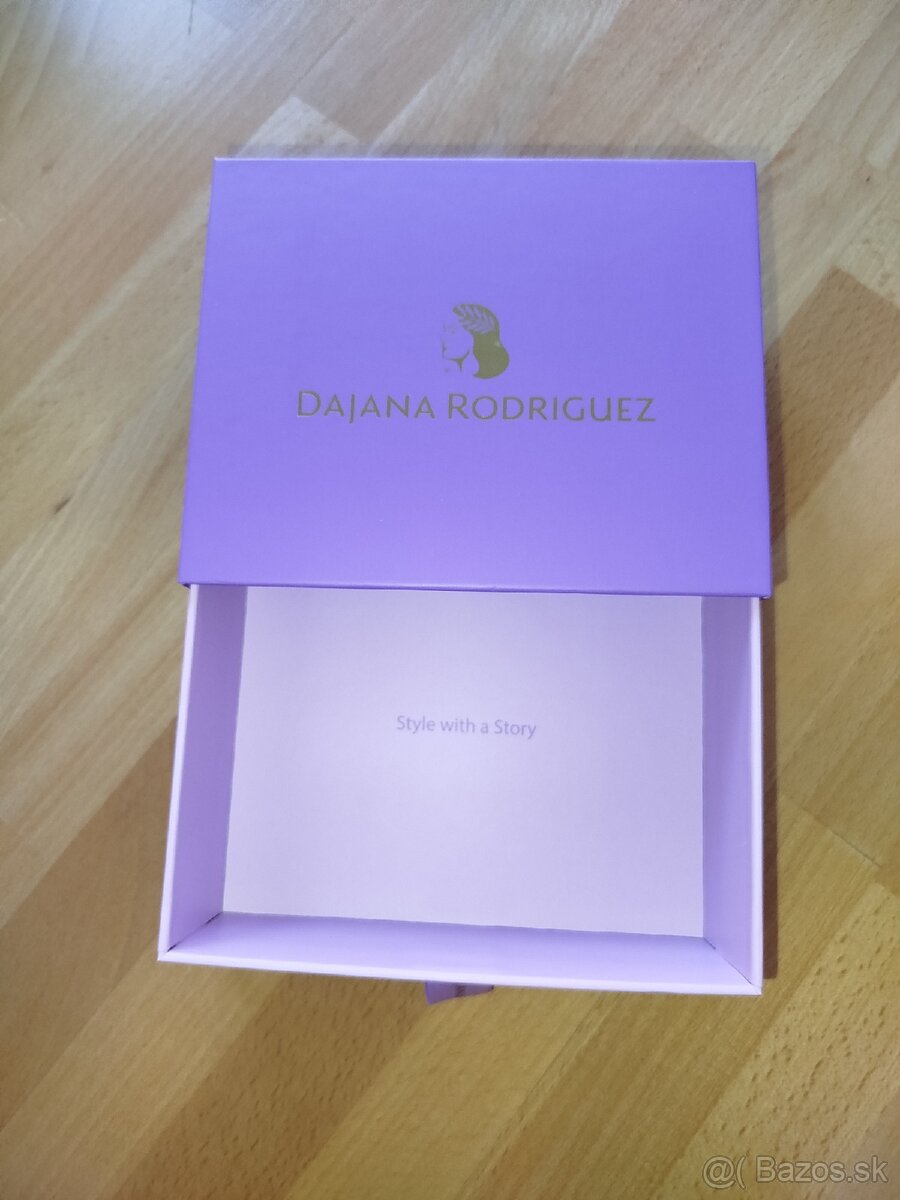 DAJANA RODRIGUEZ
Style with a Story
@( Bazos.sk